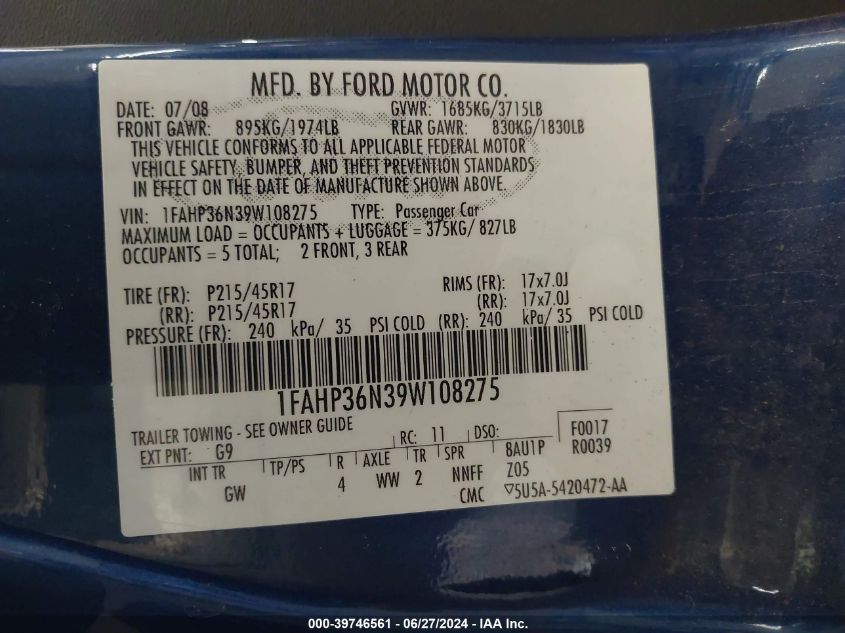 MFD. BY FORD MOTOR CO.
DATE: 07/08 GVWR: 1685KG/3715LB
FRONT GAWR: 895KG/1974LB REAR GAWR: 830KG/1830LB
THIS VEHICLE CONFORMS TO ALL APPLICABLE FEDERAL MOTOR
VEHICLE SAFETY, BUMPER, AND THEFT PREVENTION STANDARDS
IN EFFECT ON THE DATE OF MANUFACTURE SHOWN ABOVE.
VIN: 1FAHP36N39W108275 TYPE: Passenger Car
MAXIMUM LOAD = OCCUPANTS + LUGGAGE = 375KG/ 827LB
OCCUPANTS = 5 TOTAL; 2 FRONT, 3 REAR
TIRE (FR): P215/45R17 RIMS (FR): 17x7.0J
(RR): P215/45R17 (RR): 17x7.0J
PRESSURE (FR): 240 kPa/ 35 PSI COLD (RR): 240 kPa/ 35 PSI COLD
1FAHP36N39W108275
TRAILER TOWING - SEE OWNER GUIDE
EXT PNT: G9 RC: 11 DSO: 8AU1P F0017
INT TR TP/PS R AXLE TR SPR Z05 R0039
GW 4 WW 2 NNFF
CMC ▽5U5A-5420472-AA
000-39746561 - 06/27/2024 - IAA Inc.